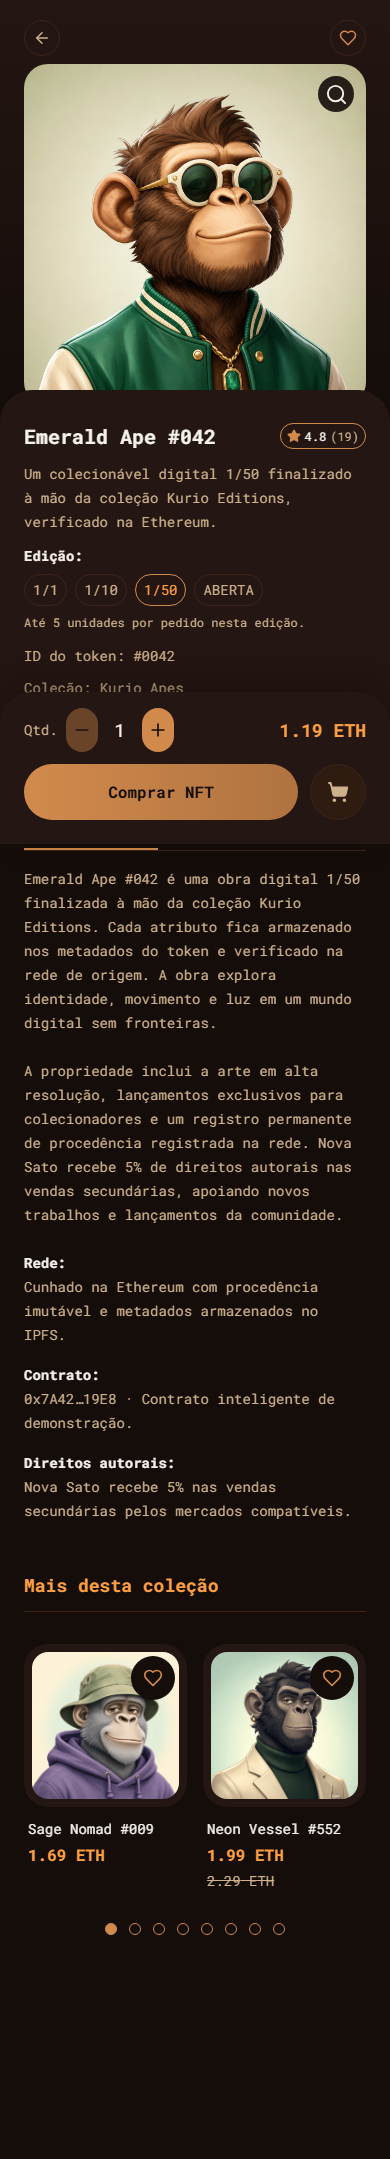 Emerald Ape #042
4.8 (19)
Um colecionável digital 1/50 finalizado
à mão da coleção Kurio Editions,
verificado na Ethereum.
Edição:
1/1 1/10 1/50 ABERTA
Até 5 unidades por pedido nesta edição.
ID do token: #0042
Coleção: Kurio Apes
Qtd. 1 1.19 ETH
Comprar NFT
Emerald Ape #042 é uma obra digital 1/50
finalizada à mão da coleção Kurio
Editions. Cada atributo fica armazenado
nos metadados do token e verificado na
rede de origem. A obra explora
identidade, movimento e luz em um mundo
digital sem fronteiras.
A propriedade inclui a arte em alta
resolução, lançamentos exclusivos para
colecionadores e um registro permanente
de procedência registrada na rede. Nova
Sato recebe 5% de direitos autorais nas
vendas secundárias, apoiando novos
trabalhos e lançamentos da comunidade.
Rede:
Cunhado na Ethereum com procedência
imutável e metadados armazenados no
IPFS.
Contrato:
0x7A42…19E8 · Contrato inteligente de
demonstração.
Direitos autorais:
Nova Sato recebe 5% nas vendas
secundárias pelos mercados compatíveis.
Mais desta coleção
Sage Nomad #009
1.69 ETH
Neon Vessel #552
1.99 ETH
2.29 ETH